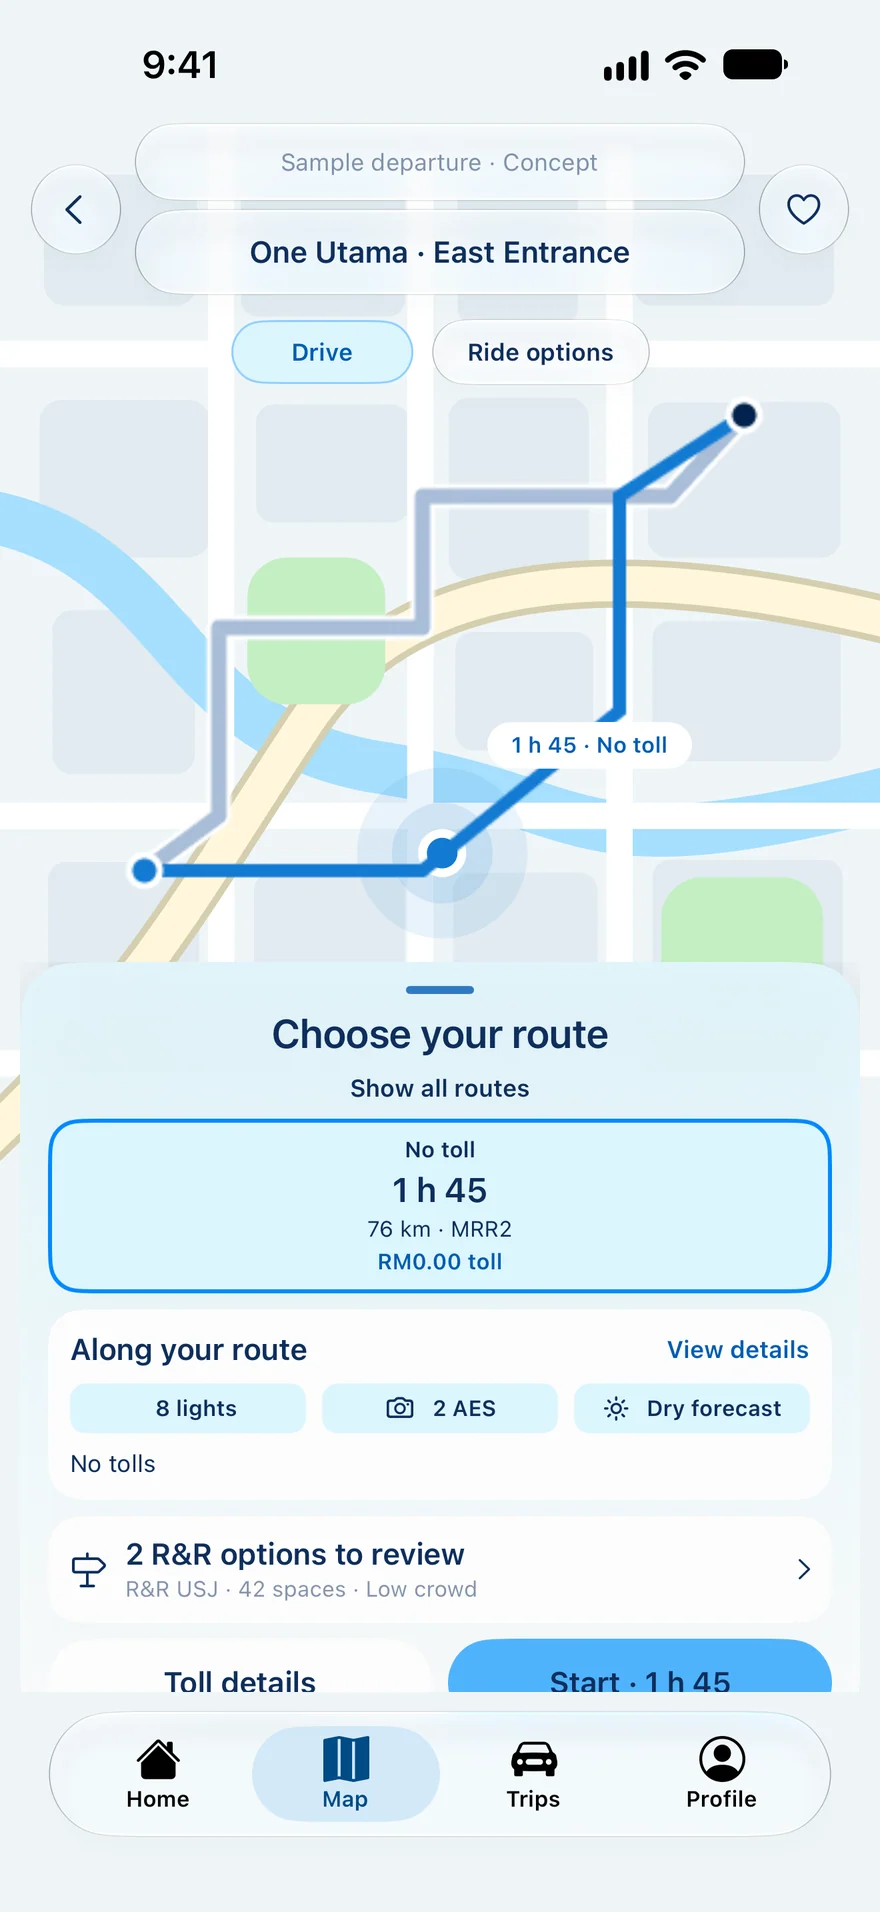 9:41
Sample departure · Concept
One Utama · East Entrance
Drive
Ride options
1 h 45 · No toll
Choose your route
Show all routes
No toll
1 h 45
76 km · MRR2
RM0.00 toll
Along your route
View details
8 lights
2 AES
Dry forecast
No tolls
2 R&R options to review
R&R USJ · 42 spaces · Low crowd
Toll details
Start · 1 h 45
Home
Map
Trips
Profile